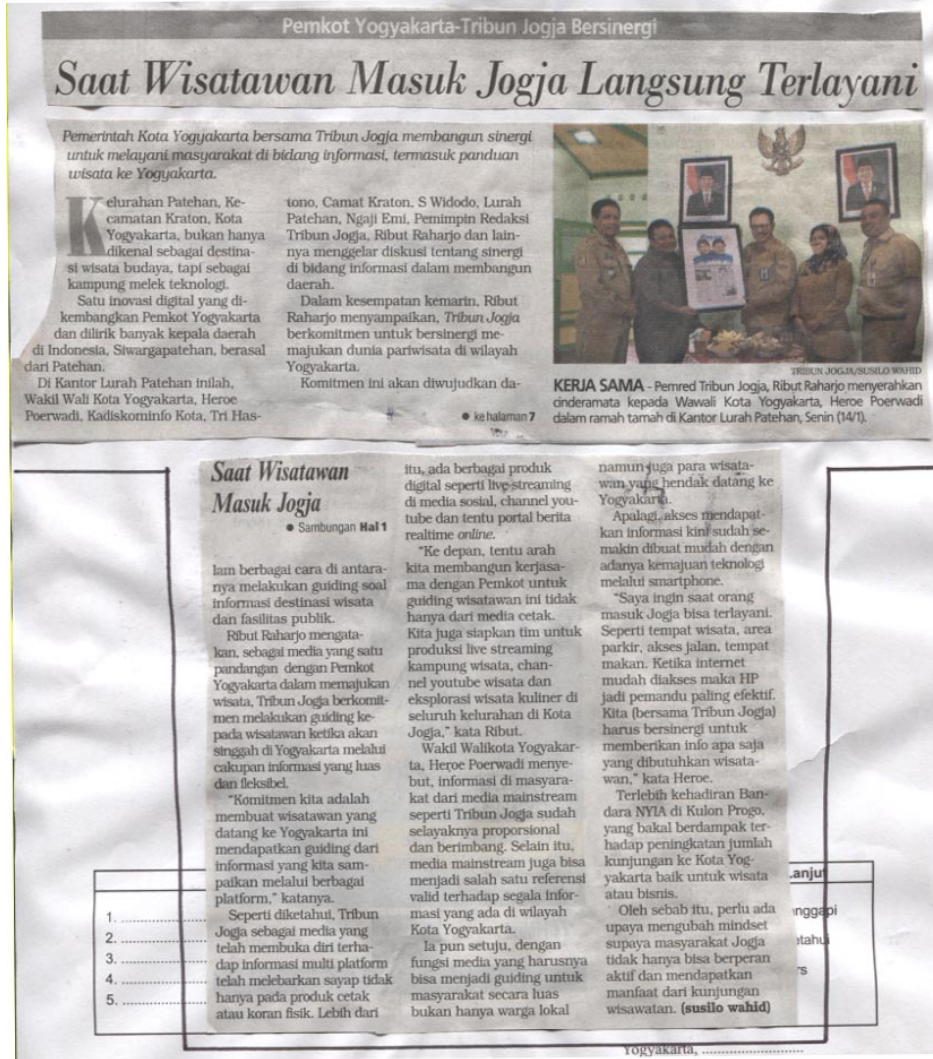 Pemkot Yogyakarta-Tribun Jogja Bersinergi
Saat Wisatawan Masuk Jogja Langsung Terlayani
Pemerintah Kota Yogyakarta bersama Tribun Jogja membangun sinergi
untuk melayani masyarakat di bidang informasi, termasuk panduan
wisata ke Yogyakarta.
Kelurahan Patehan, Ke-
camatan Kraton, Kota
Yogyakarta, bukan hanya
dikenal sebagai destina-
si wisata budaya, tapi sebagai
kampung melek teknologi.
Satu inovasi digital yang di-
kembangkan Pemkot Yogyakarta
dan dilirik banyak kepala daerah
di Indonesia, Siwargapatehan, berasal
dari Patehan.
Di Kantor Lurah Patehan inilah,
Wakil Wali Kota Yogyakarta, Heroe
Poerwadi, Kadiskominfo Kota, Tri Has-
tono, Camat Kraton, S Widodo, Lurah
Patehan, Ngaji Emi, Pemimpin Redaksi
Tribun Jogja, Ribut Raharjo dan lain-
nya menggelar diskusi tentang sinergi
di bidang informasi dalam membangun
daerah.
Dalam kesempatan kemarin, Ribut
Raharjo menyampaikan, Tribun Jogja
berkomitmen untuk bersinergi me-
majukan dunia pariwisata di wilayah
Yogyakarta.
Komitmen ini akan diwujudkan da-
● ke halaman 7
TRIBUN JOGJA/SUSILO WAHID
KERJA SAMA - Pemred Tribun Jogja, Ribut Raharjo menyerahkan
cinderamata kepada Wawali Kota Yogyakarta, Heroe Poerwadi
dalam ramah tamah di Kantor Lurah Patehan, Senin (14/1).
Saat Wisatawan
Masuk Jogja
● Sambungan Hal 1
lam berbagai cara di antara-
nya melakukan guiding soal
informasi destinasi wisata
dan fasilitas publik.
Ribut Raharjo mengata-
kan, sebagai media yang satu
pandangan dengan Pemkot
Yogyakarta dalam memajukan
wisata, Tribun Jogja berkomit-
men melakukan guiding ke-
pada wisatawan ketika akan
singgah di Yogyakarta melalui
cakupan informasi yang luas
dan fleksibel.
"Komitmen kita adalah
membuat wisatawan yang
datang ke Yogyakarta ini
mendapatkan guiding dari
informasi yang kita sam-
paikan melalui berbagai
platform," katanya.
Seperti diketahui, Tribun
Jogja sebagai media yang
telah membuka diri terha-
dap informasi multi platform
telah melebarkan sayap tidak
hanya pada produk cetak
atau koran fisik. Lebih dari
itu, ada berbagai produk
digital seperti live streaming
di media sosial, channel you-
tube dan tentu portal berita
realtime online.
"Ke depan, tentu arah
kita membangun kerjasa-
ma dengan Pemkot untuk
guiding wisatawan ini tidak
hanya dari media cetak.
Kita juga siapkan tim untuk
produksi live streaming
kampung wisata, chan-
nel youtube wisata dan
eksplorasi wisata kuliner di
seluruh kelurahan di Kota
Jogja," kata Ribut.
Wakil Walikota Yogyakar-
ta, Heroe Poerwadi menye-
but, informasi di masyara-
kat dari media mainstream
seperti Tribun Jogja sudah
selayaknya proporsional
dan berimbang. Selain itu,
media mainstream juga bisa
menjadi salah satu referensi
valid terhadap segala infor-
masi yang ada di wilayah
Kota Yogyakarta.
Ia pun setuju, dengan
fungsi media yang harusnya
bisa menjadi guiding untuk
masyarakat secara luas
bukan hanya warga lokal
namun juga para wisata-
wan yang hendak datang ke
Yogyakarta.
Apalagi, akses mendapat-
kan informasi kini sudah se-
makin dibuat mudah dengan
adanya kemajuan teknologi
melalui smartphone.
"Saya ingin saat orang
masuk Jogja bisa terlayani.
Seperti tempat wisata, area
parkir, akses jalan, tempat
makan. Ketika internet
mudah diakses maka HP
jadi pemandu paling efektif.
Kita (bersama Tribun Jogja)
harus bersinergi untuk
memberikan info apa saja
yang dibutuhkan wisata-
wan," kata Heroe.
Terlebih kehadiran Ban-
dara NYIA di Kulon Progo,
yang bakal berdampak ter-
hadap peningkatan jumlah
kunjungan ke Kota Yog-
yakarta baik untuk wisata
atau bisnis.
Oleh sebab itu, perlu ada
upaya mengubah mindset
supaya masyarakat Jogja
tidak hanya bisa berperan
aktif dan mendapatkan
manfaat dari kunjungan
wisawatan. (susilo wahid)
1. ....................
2. ....................
3. ....................
4. ....................
5. ....................
Lanjut
nggapi
etahui
rs
Yogyakarta, ........................